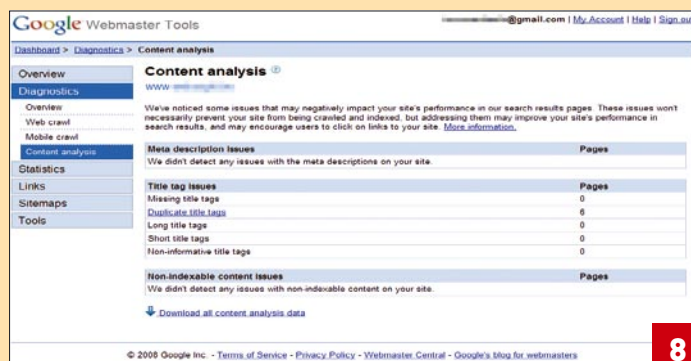 Google Webmaster Tools
@gmail.com | My Account | Help | Sign out
Dashboard > Diagnostics > Content analysis
Overview
Diagnostics
Overview
Web crawl
Mobile crawl
Content analysis
Statistics
Links
Sitemaps
Tools
Content analysis
www
We've noticed some issues that may negatively impact your site's performance in our search results pages. These issues won't
necessarily prevent your site from being crawled and indexed, but addressing them may improve your site's performance in
search results, and may encourage users to click on links to your site. More information.
Meta description issues Pages
We didn't detect any issues with the meta descriptions on your site.
Title tag issues Pages
Missing title tags 0
Duplicate title tags 6
Long title tags 0
Short title tags 0
Non-informative title tags 0
Non-indexable content issues Pages
We didn't detect any issues with non-indexable content on your site.
Download all content analysis data
© 2008 Google Inc. - Terms of Service - Privacy Policy - Webmaster Central - Google's blog for webmasters
8